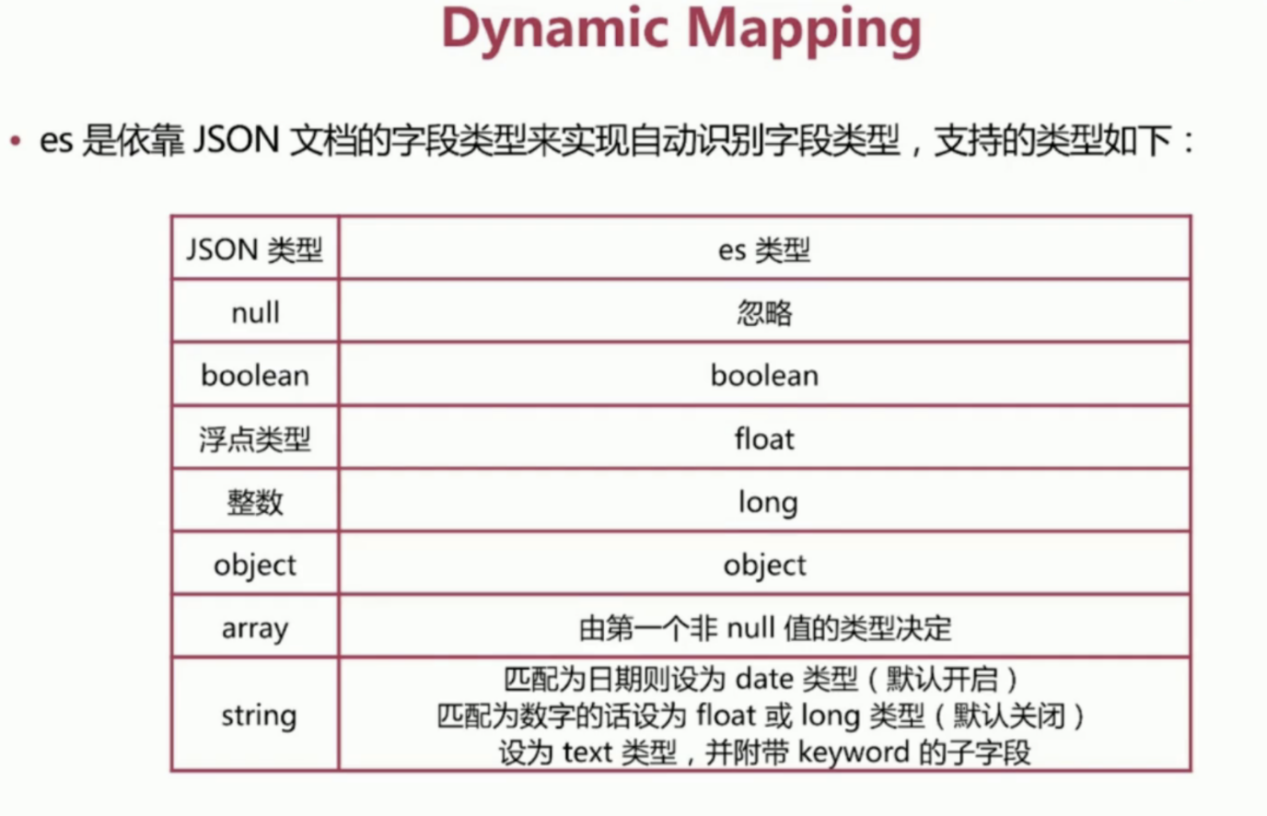 Dynamic Mapping
• es 是依靠 JSON 文档的字段类型来实现自动识别字段类型，支持的类型如下：
JSON 类型 es 类型
null 忽略
boolean boolean
浮点类型 float
整数 long
object object
array 由第一个非 null 值的类型决定
string
匹配为日期则设为 date 类型（默认开启）
匹配为数字的话设为 float 或 long 类型（默认关闭）
设为 text 类型，并附带 keyword 的子字段